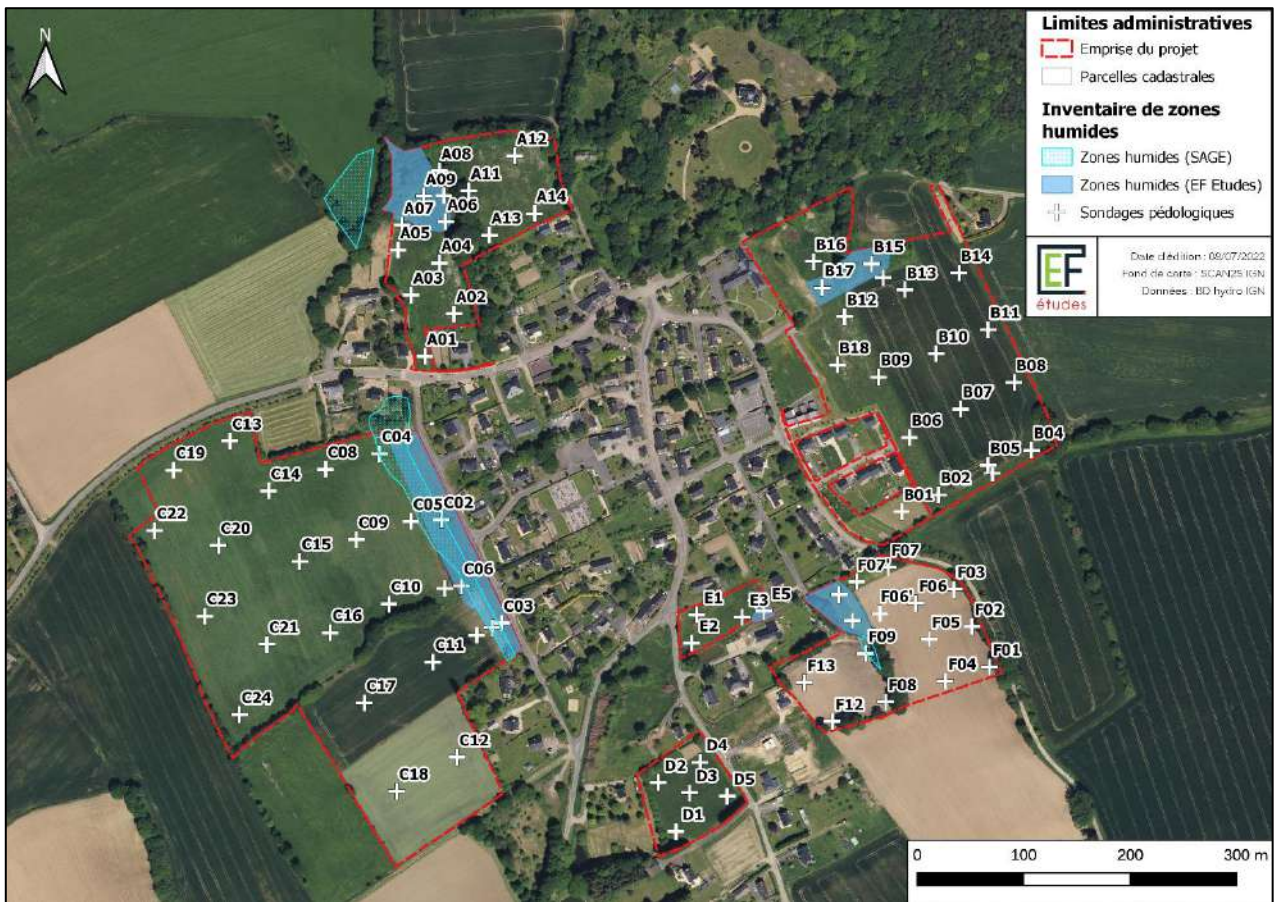 N
Limites administratives
Emprise du projet
Parcelles cadastrales
Inventaire de zones
humides
Zones humides (SAGE)
Zones humides (EF Etudes)
Sondages pédologiques
EF
études
Date d'édition : 08/07/2022
Fond de carte : SCAN25 IGN
Données : BD hydro IGN
A12
A08
A11
A09
A14
A07
A06
A13
A05
A04
A03
A02
A01
B16
B15
B14
B17
B13
B12
B11
B10
B18
B09
B08
B07
B06
B04
B05
B02
B01
C13
C04
C19
C08
C14
C22
C05
C02
C20
C09
C15
C06
C10
C23
C03
C16
C21
C11
C17
C24
C12
C18
E1
E3
E5
E2
F07
F07'
F03
F06
F06'
F02
F05
F09
F01
F04
F13
F08
F12
D4
D2
D3
D5
D1
0 100 200 300 m